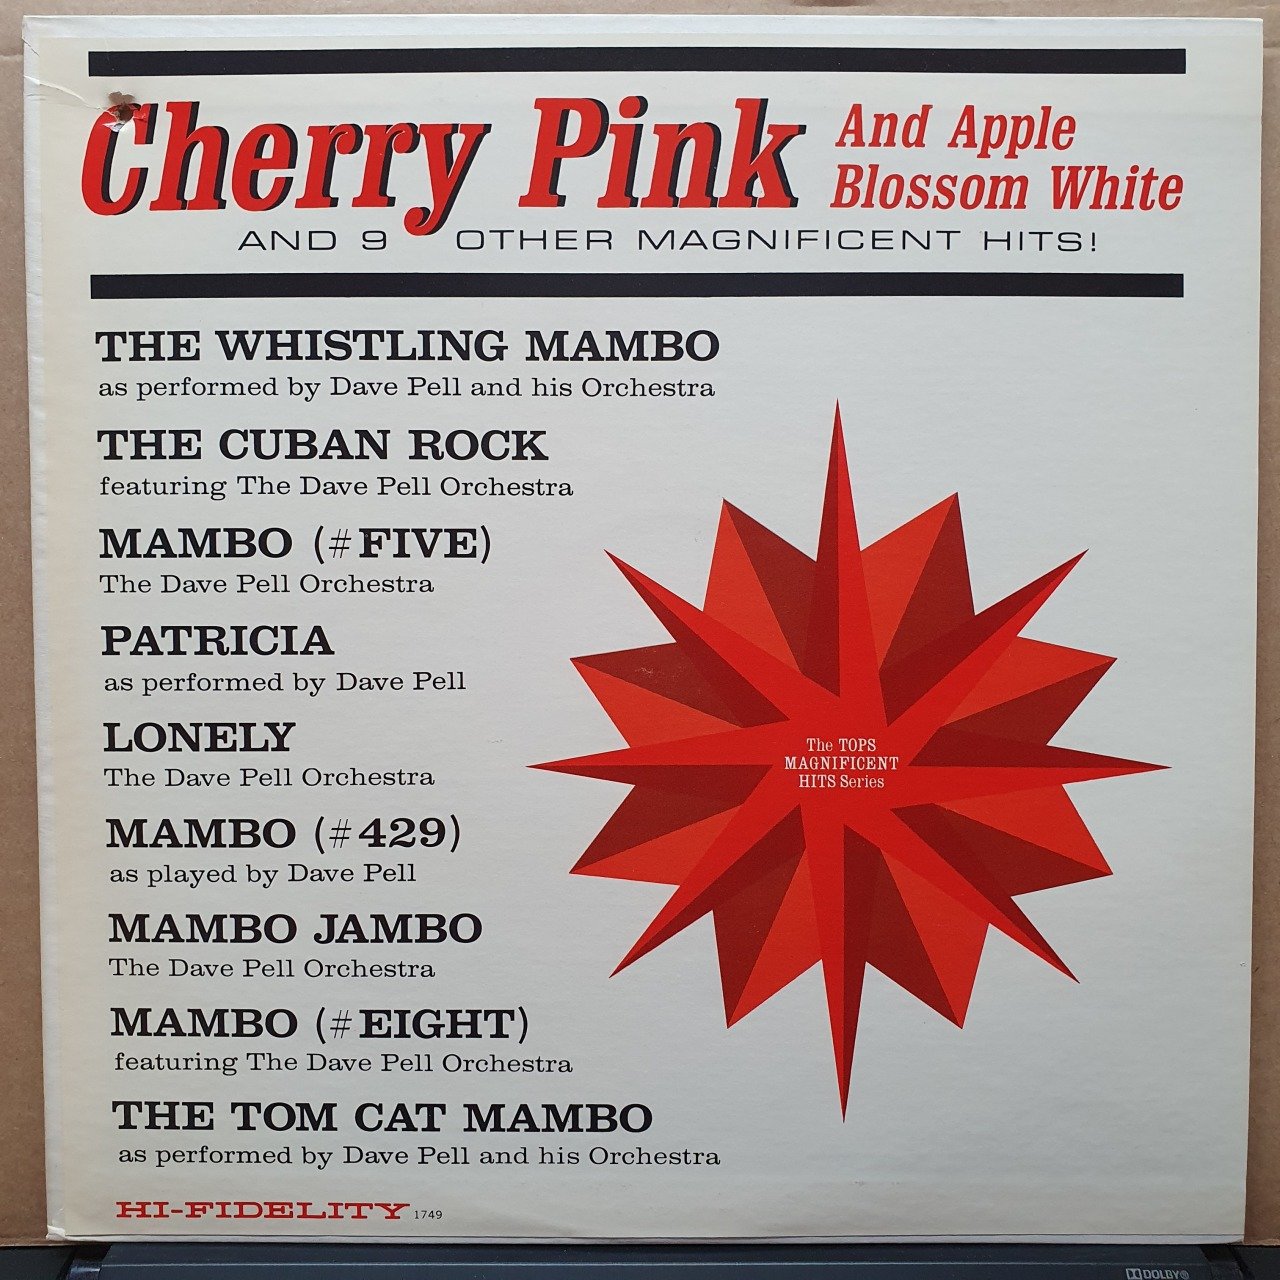 Cherry Pink And Apple
Blossom White
AND 9 OTHER MAGNIFICENT HITS!
THE WHISTLING MAMBO
as performed by Dave Pell and his Orchestra
THE CUBAN ROCK
featuring The Dave Pell Orchestra
MAMBO (#FIVE)
The Dave Pell Orchestra
PATRICIA
as performed by Dave Pell
LONELY
The Dave Pell Orchestra
MAMBO (#429)
as played by Dave Pell
MAMBO JAMBO
The Dave Pell Orchestra
MAMBO (#EIGHT)
featuring The Dave Pell Orchestra
THE TOM CAT MAMBO
as performed by Dave Pell and his Orchestra
The TOPS
MAGNIFICENT
HITS Series
HI-FIDELITY 1749
DOLBY